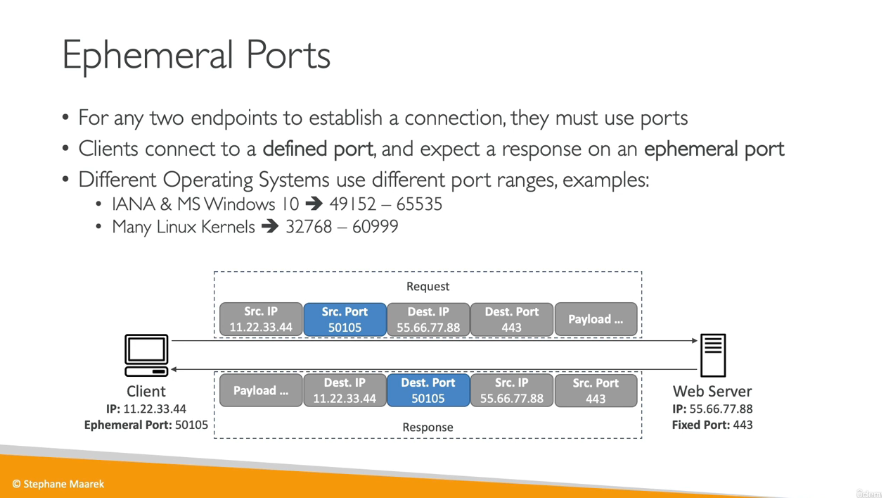 Ephemeral Ports
• For any two endpoints to establish a connection, they must use ports
• Clients connect to a defined port, and expect a response on an ephemeral port
• Different Operating Systems use different port ranges, examples:
• IANA & MS Windows 10 ➔ 49152 – 65535
• Many Linux Kernels ➔ 32768 – 60999
Request
Src. IP
11.22.33.44
Src. Port
50105
Dest. IP
55.66.77.88
Dest. Port
443
Payload ...
Client
IP: 11.22.33.44
Ephemeral Port: 50105
Web Server
IP: 55.66.77.88
Fixed Port: 443
Payload ...
Dest. IP
11.22.33.44
Dest. Port
50105
Src. IP
55.66.77.88
Src. Port
443
Response
© Stephane Maarek